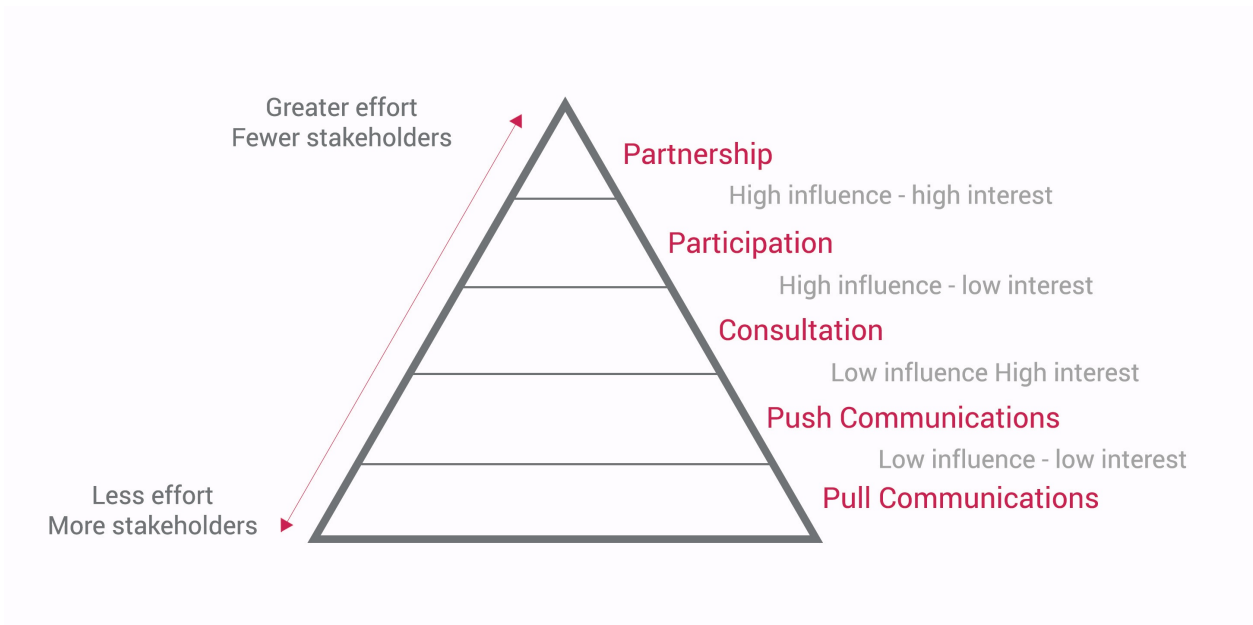 Greater effort
Fewer stakeholders
Partnership
High influence - high interest
Participation
High influence - low interest
Consultation
Low influence High interest
Push Communications
Low influence - low interest
Less effort
More stakeholders
Pull Communications